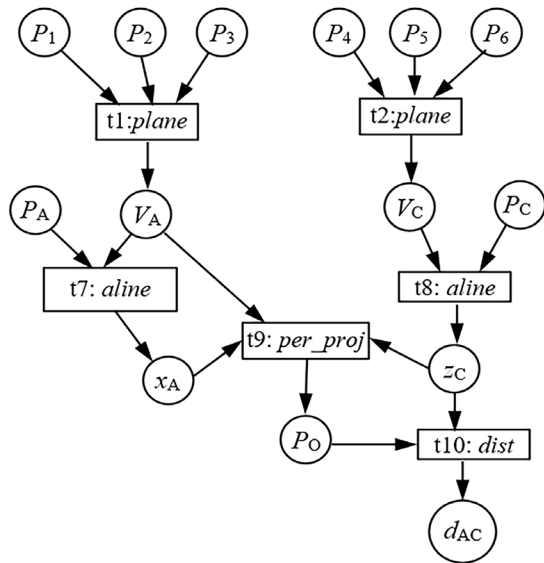 P1 P2 P3 P4 P5 P6
t1:plane t2:plane
PA VA VC PC
t7: aline t8: aline
t9: per_proj
xA zC
PO t10: dist
dAC